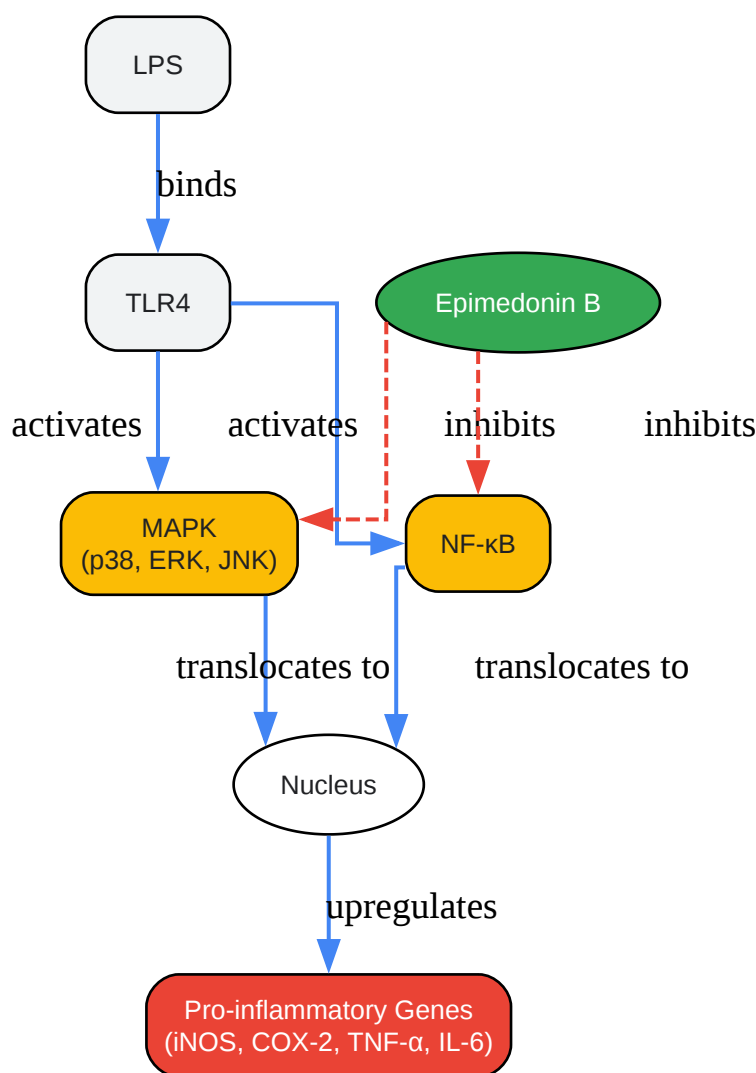 LPS
binds
TLR4
Epimedonin B
activates
activates
inhibits
inhibits
MAPK
(p38, ERK, JNK)
NF-κB
translocates to
translocates to
Nucleus
upregulates
Pro-inflammatory Genes
(iNOS, COX-2, TNF-α, IL-6)